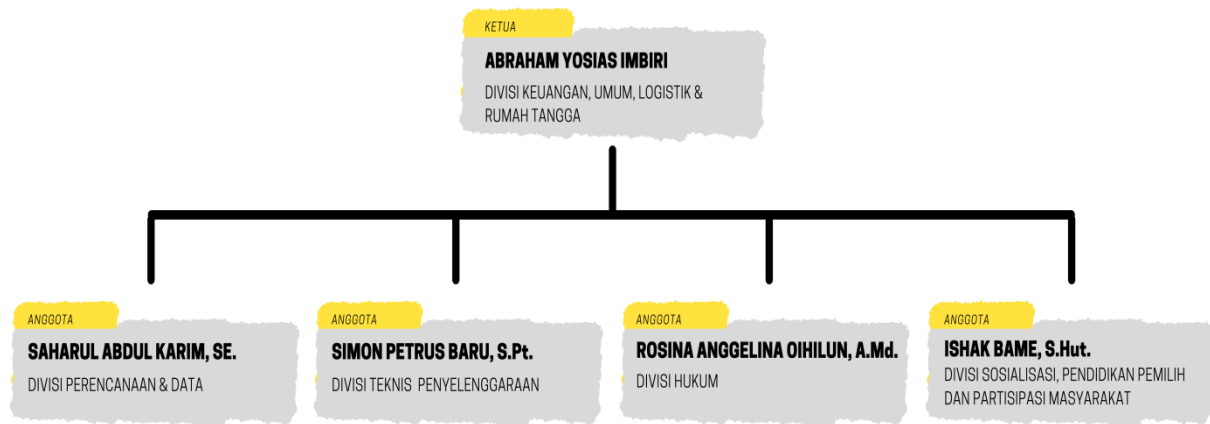 KETUA
ABRAHAM YOSIAS IMBIRI
DIVISI KEUANGAN, UMUM, LOGISTIK &
RUMAH TANGGA
ANGGOTA
SAHARUL ABDUL KARIM, SE.
DIVISI PERENCANAAN & DATA
ANGGOTA
SIMON PETRUS BARU, S.Pt.
DIVISI TEKNIS PENYELENGGARAAN
ANGGOTA
ROSINA ANGGELINA OIHILUN, A.Md.
DIVISI HUKUM
ANGGOTA
ISHAK BAME, S.Hut.
DIVISI SOSIALISASI, PENDIDIKAN PEMILIH
DAN PARTISIPASI MASYARAKAT